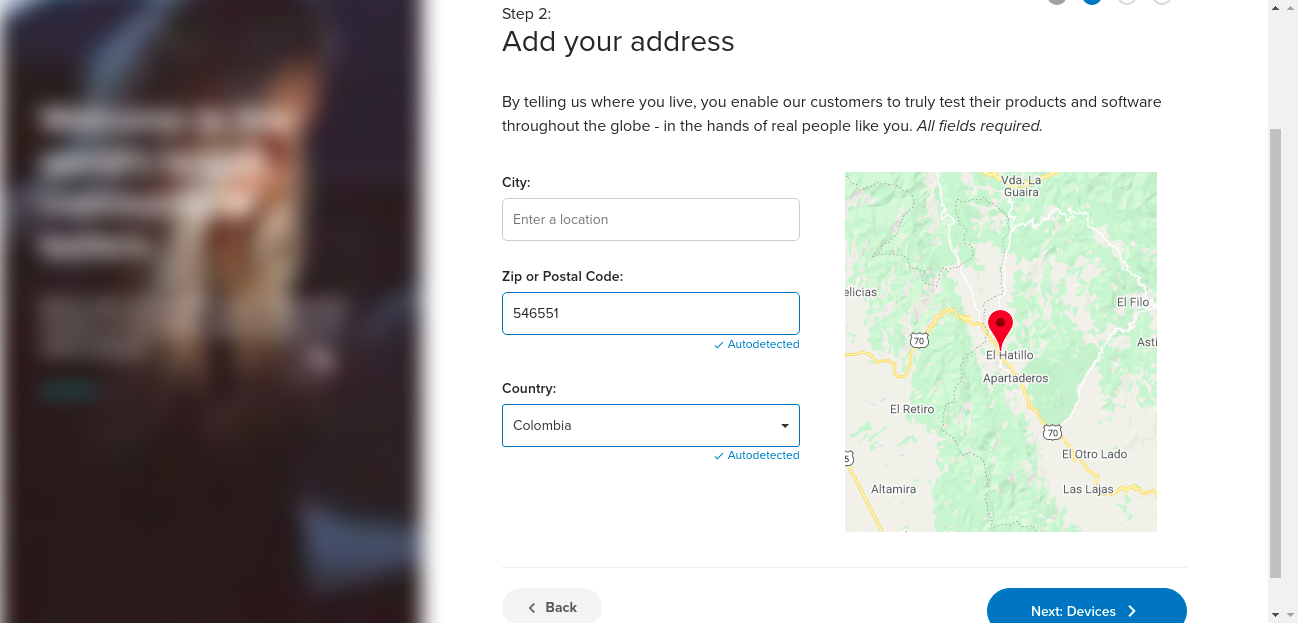 Step 2:
Add your address
By telling us where you live, you enable our customers to truly test their products and software
throughout the globe - in the hands of real people like you. All fields required.
City:
Enter a location
Zip or Postal Code:
546551
✓ Autodetected
Country:
Colombia
✓ Autodetected
Vda. La
Guaira
elicias
El Filo
70
Asti
El Hatillo
Apartaderos
El Retiro
70
El Otro Lado
5
Altamira
Las Lajas
Back
Next: Devices